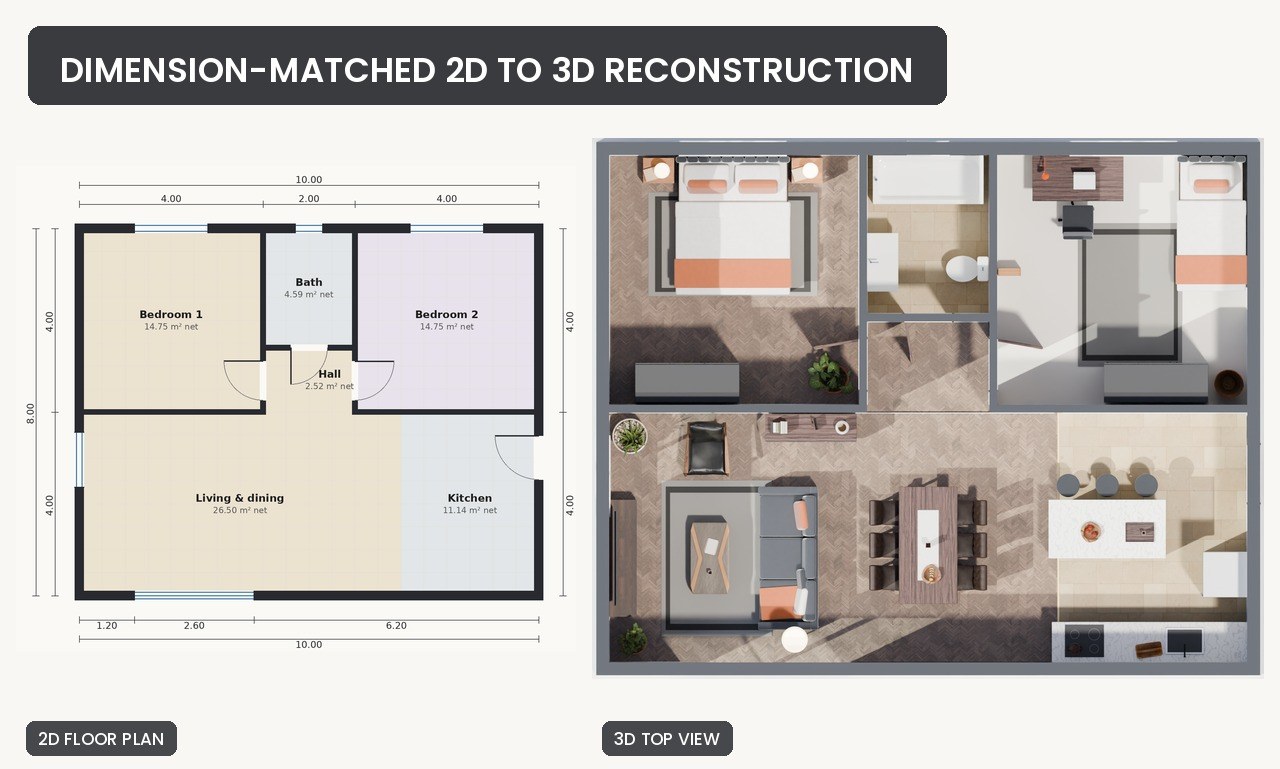 DIMENSION-MATCHED 2D TO 3D RECONSTRUCTION
10.00
4.00 2.00 4.00
Bath
4.59 m² net
Bedroom 1
14.75 m² net
Bedroom 2
14.75 m² net
4.00
4.00
Hall
2.52 m² net
8.00
Living & dining
26.50 m² net
Kitchen
11.14 m² net
4.00
4.00
1.20 2.60 6.20
10.00
2D FLOOR PLAN
3D TOP VIEW